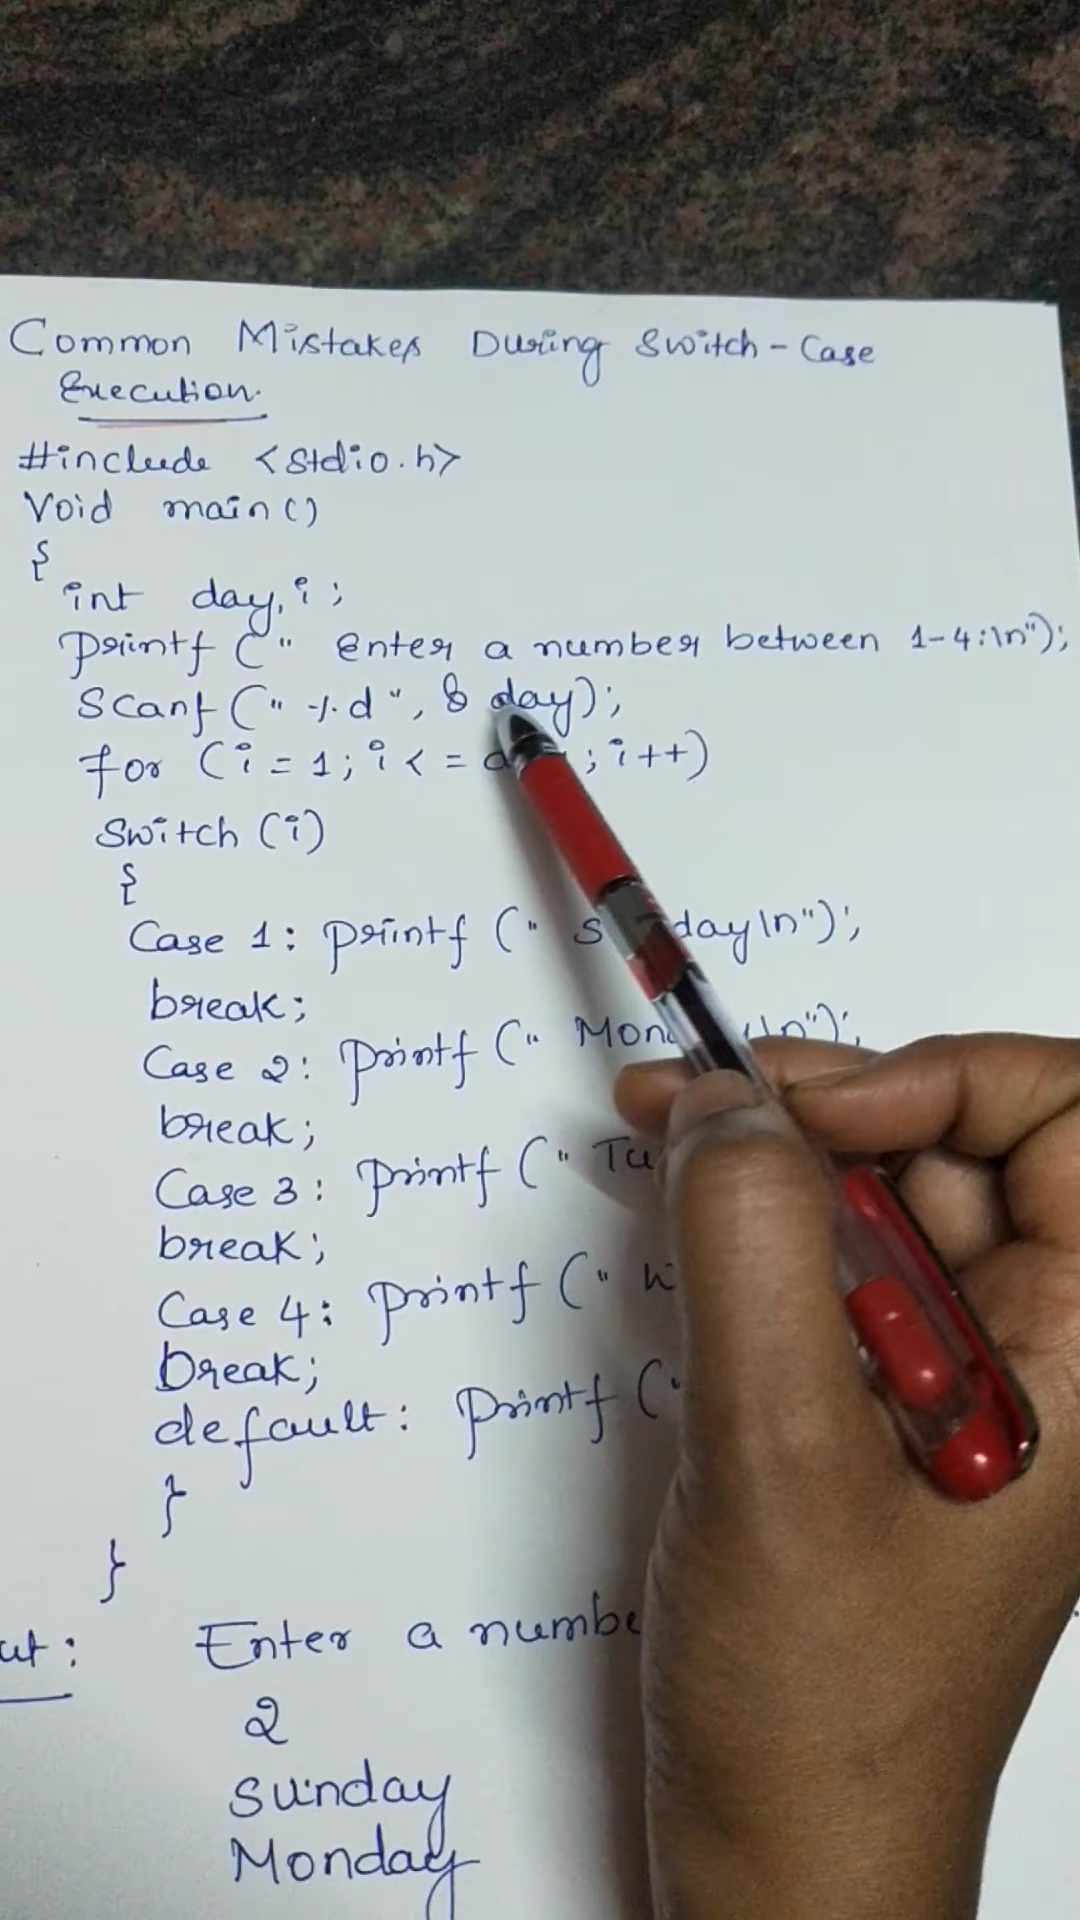 Common Mistakes During Switch-Case
Execution.
#include <stdio.h>
Void main()
{
int day, i;
printf (" enter a number between 1-4:\n");
Scanf (" %d ", & day);
for (i = 1; i < = ; i++)
Switch (i)
{
Case 1: printf (" S day\n");
break;
Case 2: printf (" Mon \n");
break;
Case 3: printf (" Tu
break;
Case 4: printf (" W
break;
default: printf ("
}
}
ut: Enter a numbe
2
sunday
Monday